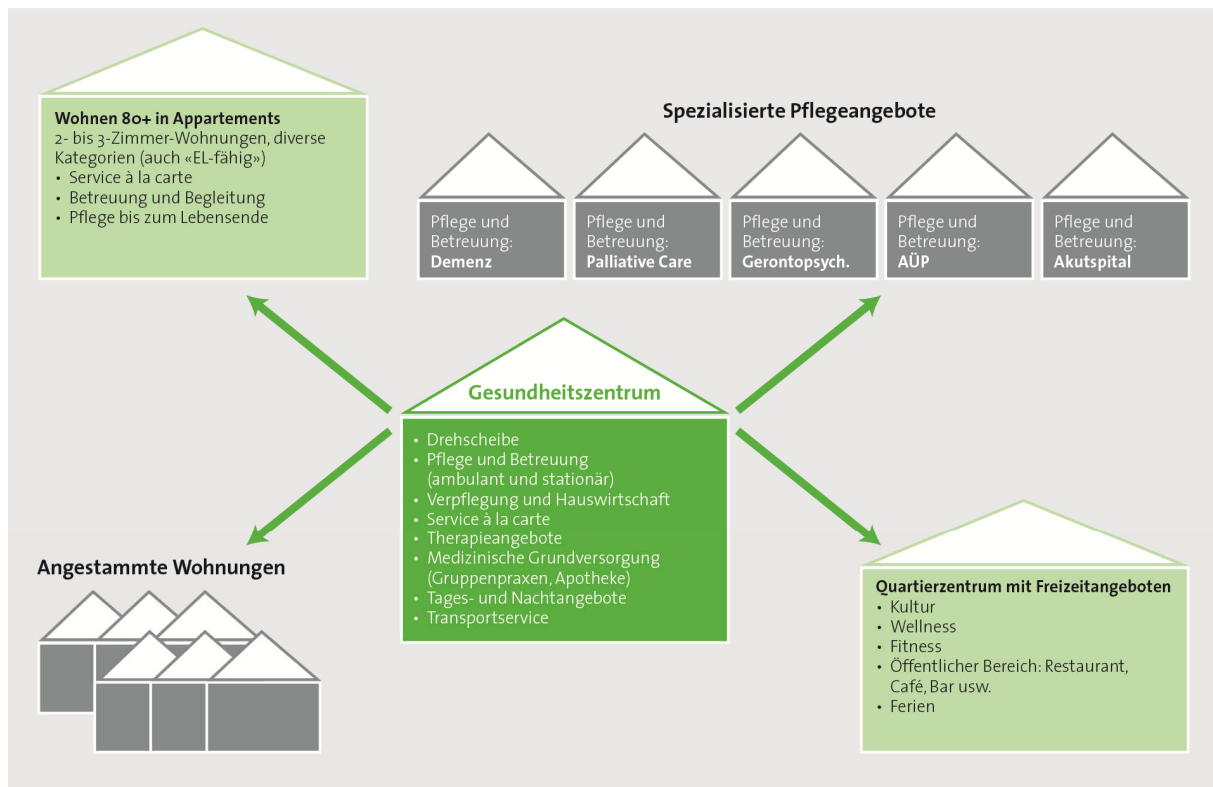 Wohnen 80+ in Appartements
2- bis 3-Zimmer-Wohnungen, diverse
Kategorien (auch «EL-fähig»)
• Service à la carte
• Betreuung und Begleitung
• Pflege bis zum Lebensende
Spezialisierte Pflegeangebote
Pflege und
Betreuung:
Demenz
Pflege und
Betreuung:
Palliative Care
Pflege und
Betreuung:
Gerontopsych.
Pflege und
Betreuung:
AÜP
Pflege und
Betreuung:
Akutspital
Gesundheitszentrum
• Drehscheibe
• Pflege und Betreuung
(ambulant und stationär)
• Verpflegung und Hauswirtschaft
• Service à la carte
• Therapieangebote
• Medizinische Grundversorgung
(Gruppenpraxen, Apotheke)
• Tages- und Nachtangebote
• Transportservice
Angestammte Wohnungen
Quartierzentrum mit Freizeitangeboten
• Kultur
• Wellness
• Fitness
• Öffentlicher Bereich: Restaurant,
Café, Bar usw.
• Ferien